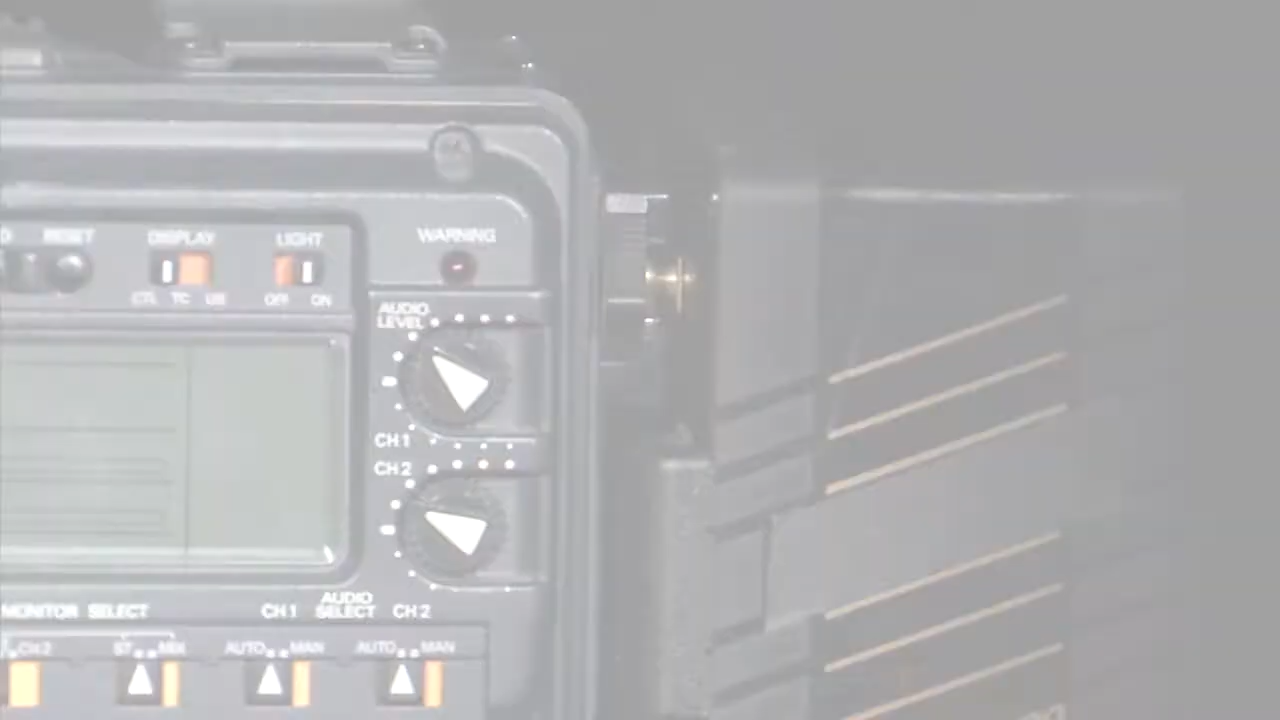 RESET DISPLAY LIGHT WARNING
CTL TC UB OFF ON
AUDIO
LEVEL
CH 1
CH 2
MONITOR SELECT CH 1 AUDIO SELECT CH 2
CH 2 ST MIX AUTO MAN AUTO MAN